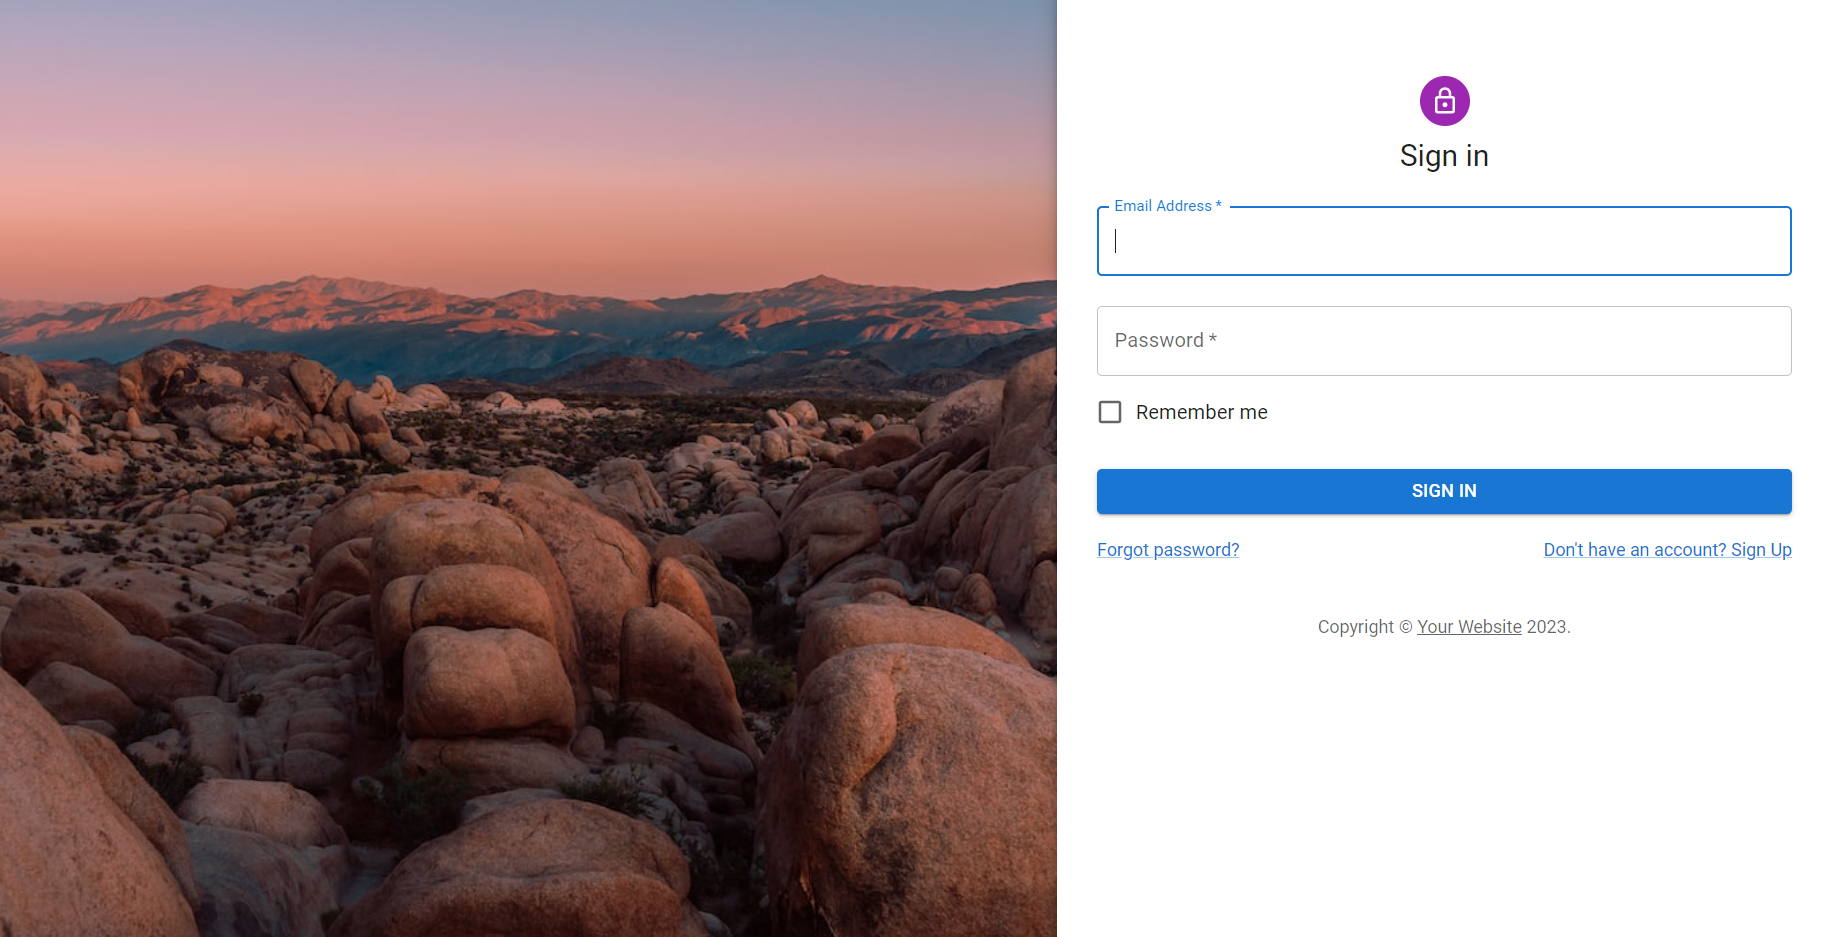 Sign in
Email Address *
Password *
Remember me
SIGN IN
Forgot password? Don't have an account? Sign Up
Copyright © Your Website 2023.